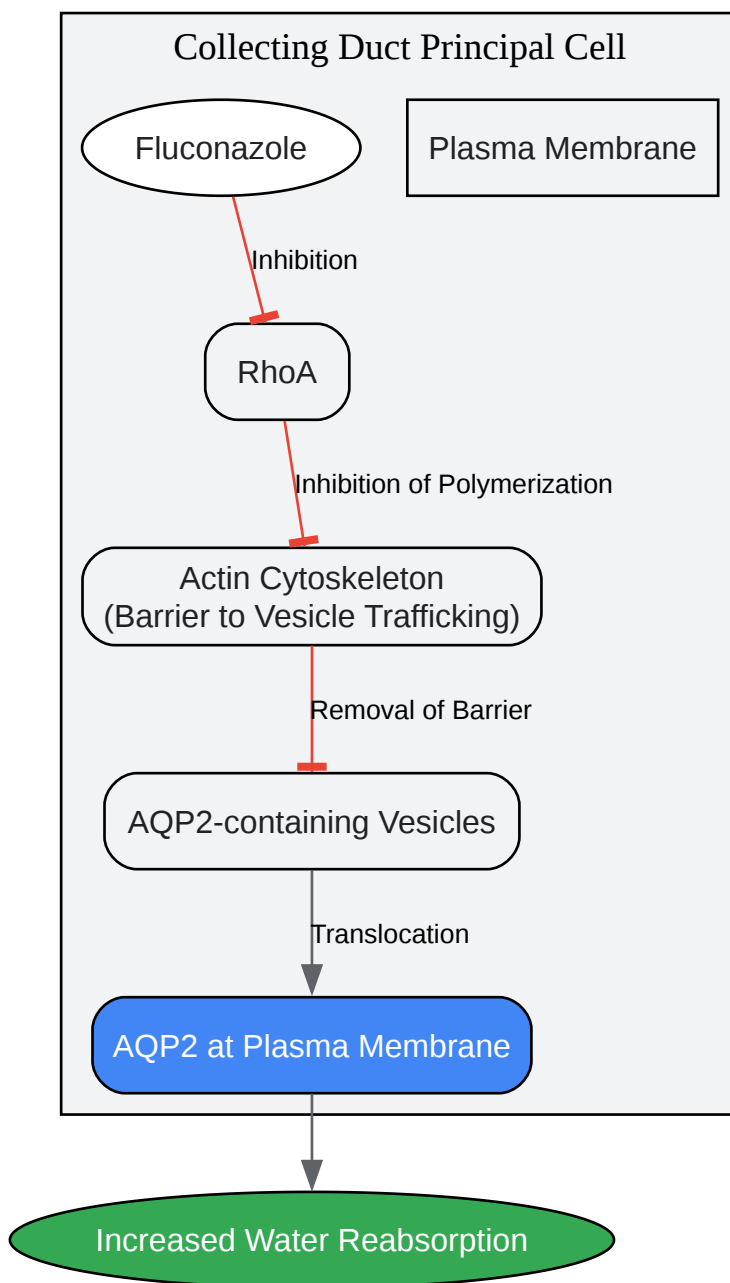 Collecting Duct Principal Cell
Fluconazole
Plasma Membrane
Inhibition
RhoA
Inhibition of Polymerization
Actin Cytoskeleton
(Barrier to Vesicle Trafficking)
Removal of Barrier
AQP2-containing Vesicles
Translocation
AQP2 at Plasma Membrane
Increased Water Reabsorption